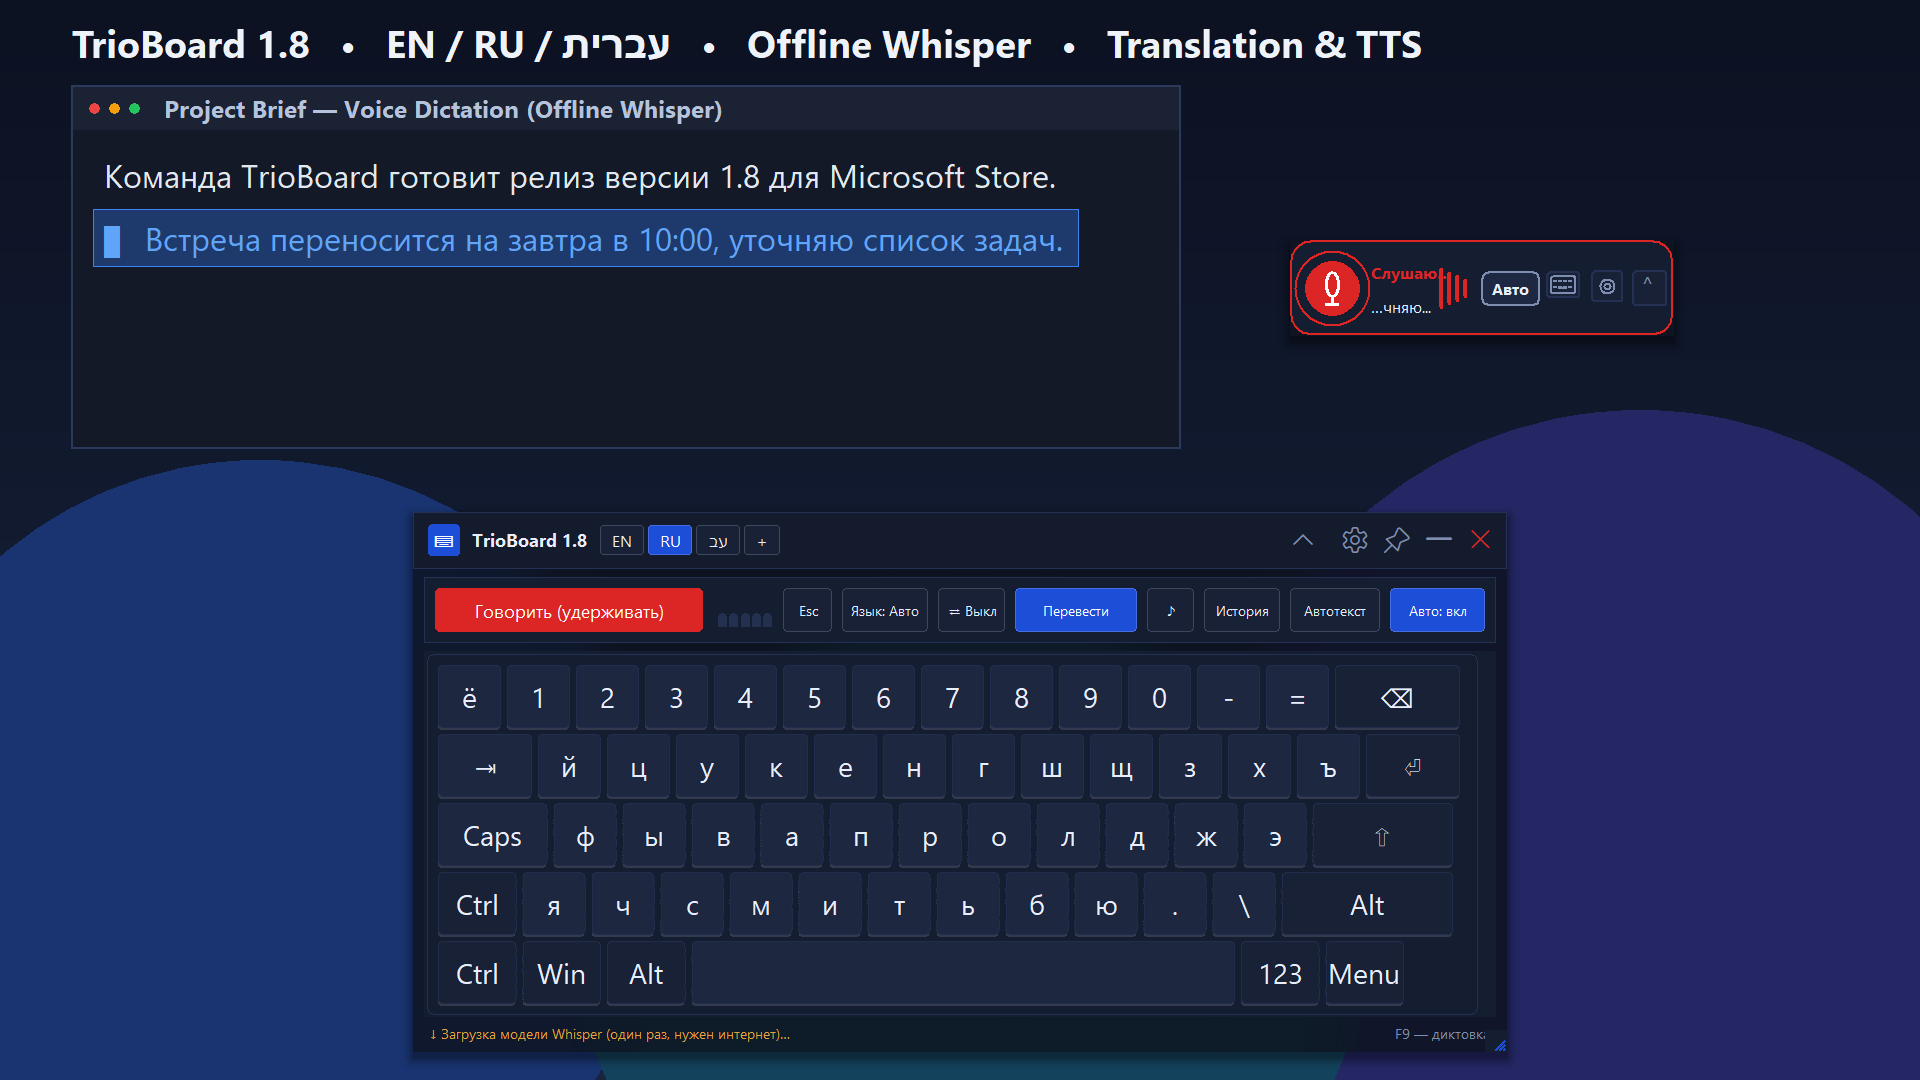 TrioBoard 1.8 • EN / RU / עברית • Offline Whisper • Translation & TTS
Project Brief — Voice Dictation (Offline Whisper)
Команда TrioBoard готовит релиз версии 1.8 для Microsoft Store.
Встреча переносится на завтра в 10:00, уточняю список задач.
Слушаю..
...чняю...
Авто
^
TrioBoard 1.8 EN RU עב +
Говорить (удерживать) Esc Язык: Авто ⇌ Выкл Перевести ♪ История Автотекст Авто: вкл
ё 1 2 3 4 5 6 7 8 9 0 - = ⌫
⇥ й ц у к е н г ш щ з х ъ ⏎
Caps ф ы в а п р о л д ж э ⇧
Ctrl я ч с м и т ь б ю . \ Alt
Ctrl Win Alt 123 Menu
↓ Загрузка модели Whisper (один раз, нужен интернет)... F9 — диктовка